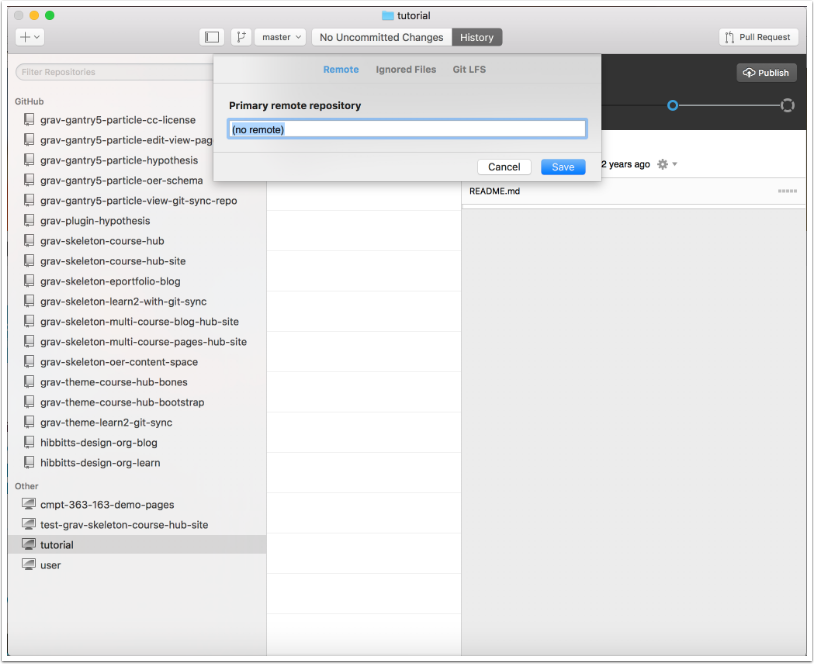 tutorial
master
No Uncommitted Changes
History
Pull Request
Filter Repositories
Remote
Ignored Files
Git LFS
Publish
Primary remote repository
(no remote)
Cancel
Save
2 years ago
README.md
GitHub
grav-gantry5-particle-cc-license
grav-gantry5-particle-edit-view-pag
grav-gantry5-particle-hypothesis
grav-gantry5-particle-oer-schema
grav-gantry5-particle-view-git-sync-repo
grav-plugin-hypothesis
grav-skeleton-course-hub
grav-skeleton-course-hub-site
grav-skeleton-eportfolio-blog
grav-skeleton-learn2-with-git-sync
grav-skeleton-multi-course-blog-hub-site
grav-skeleton-multi-course-pages-hub-site
grav-skeleton-oer-content-space
grav-theme-course-hub-bones
grav-theme-course-hub-bootstrap
grav-theme-learn2-git-sync
hibbitts-design-org-blog
hibbitts-design-org-learn
Other
cmpt-363-163-demo-pages
test-grav-skeleton-course-hub-site
tutorial
user